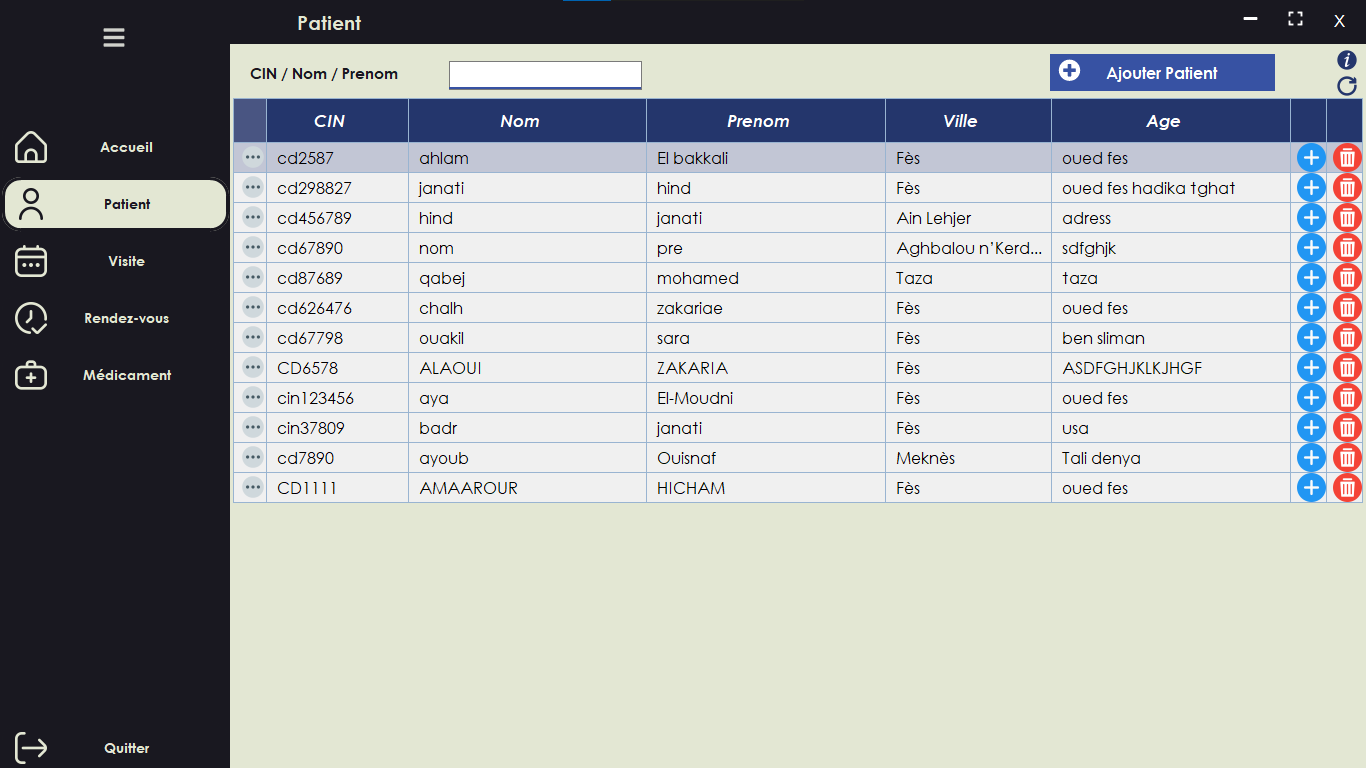 Patient
X
CIN / Nom / Prenom
Ajouter Patient
Accueil
Patient
Visite
Rendez-vous
Médicament
Quitter
CIN Nom Prenom Ville Age
cd2587 ahlam El bakkali Fès oued fes
cd298827 janati hind Fès oued fes hadika tghat
cd456789 hind janati Ain Lehjer adress
cd67890 nom pre Aghbalou n’Kerd... sdfghjk
cd87689 qabej mohamed Taza taza
cd626476 chalh zakariae Fès oued fes
cd67798 ouakil sara Fès ben sliman
CD6578 ALAOUI ZAKARIA Fès ASDFGHJKLKJHGF
cin123456 aya El-Moudni Fès oued fes
cin37809 badr janati Fès usa
cd7890 ayoub Ouisnaf Meknès Tali denya
CD1111 AMAAROUR HICHAM Fès oued fes